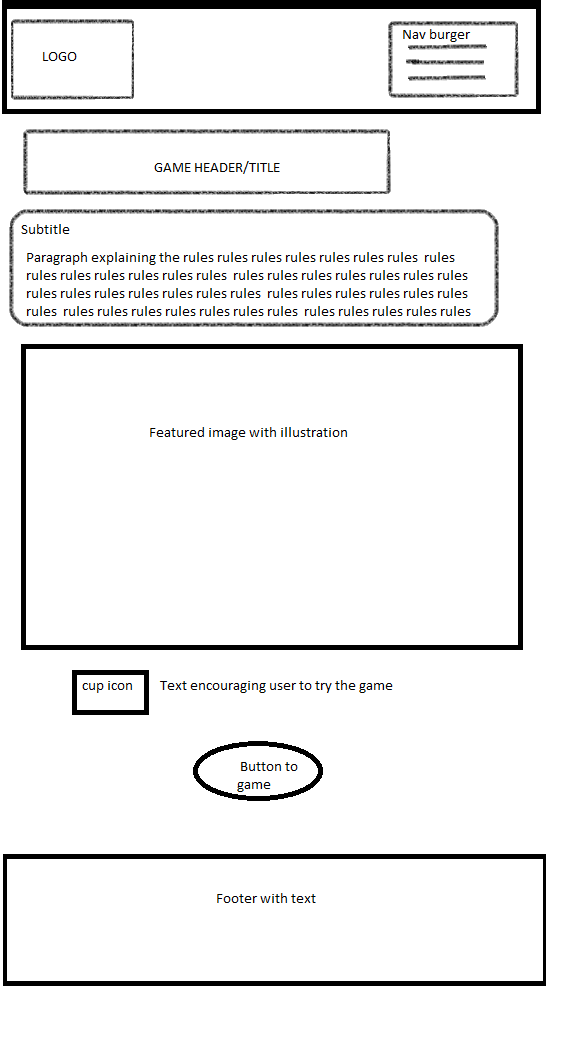 LOGO
Nav burger
GAME HEADER/TITLE
Subtitle
Paragraph explaining the rules rules rules rules rules rules rules rules
rules rules rules rules rules rules rules rules rules rules rules rules rules
rules rules rules rules rules rules rules rules rules rules rules rules rules
rules rules rules rules rules rules rules rules rules rules rules rules rules
Featured image with illustration
cup icon
Text encouraging user to try the game
Button to
game
Footer with text